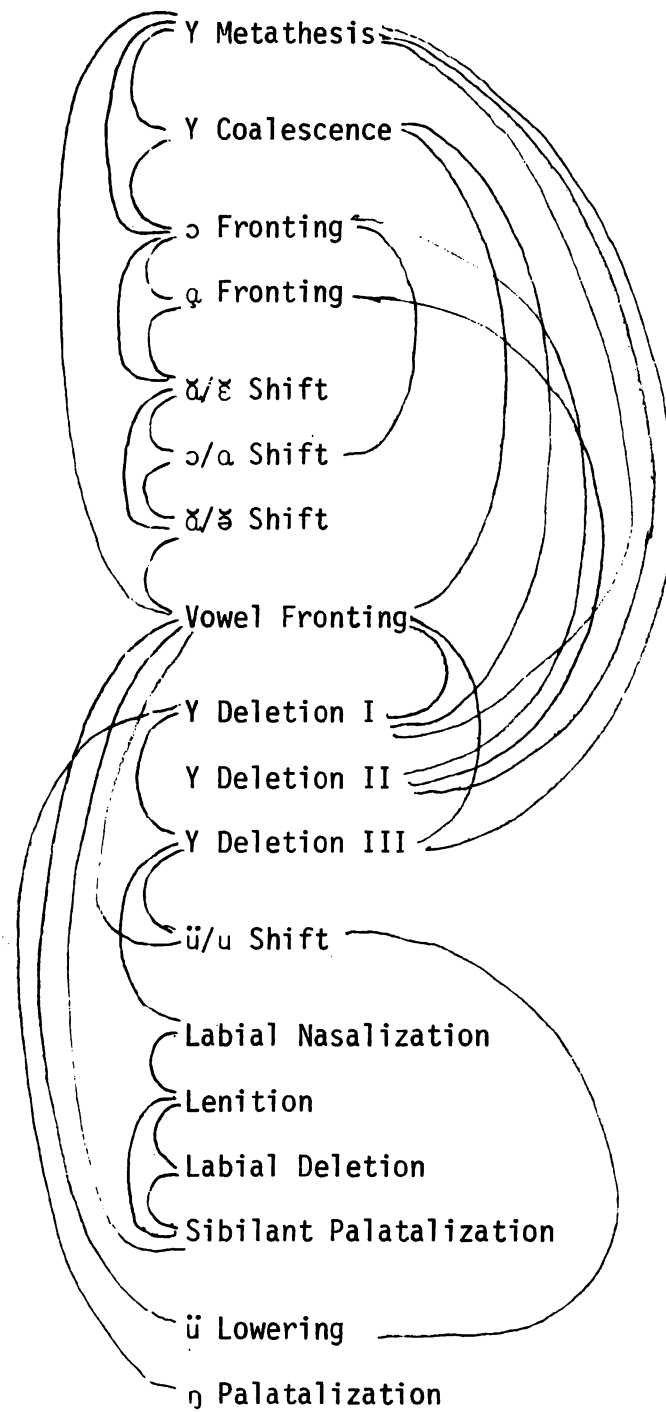 Y Metathesis
Y Coalescence
ɔ Fronting
ɑ̨ Fronting
ɑ̆/ɛ̆ Shift
ɔ/ɑ Shift
ɑ̆/ə̆ Shift
Vowel Fronting
Y Deletion I
Y Deletion II
Y Deletion III
ü/u Shift
Labial Nasalization
Lenition
Labial Deletion
Sibilant Palatalization
ü Lowering
ŋ Palatalization